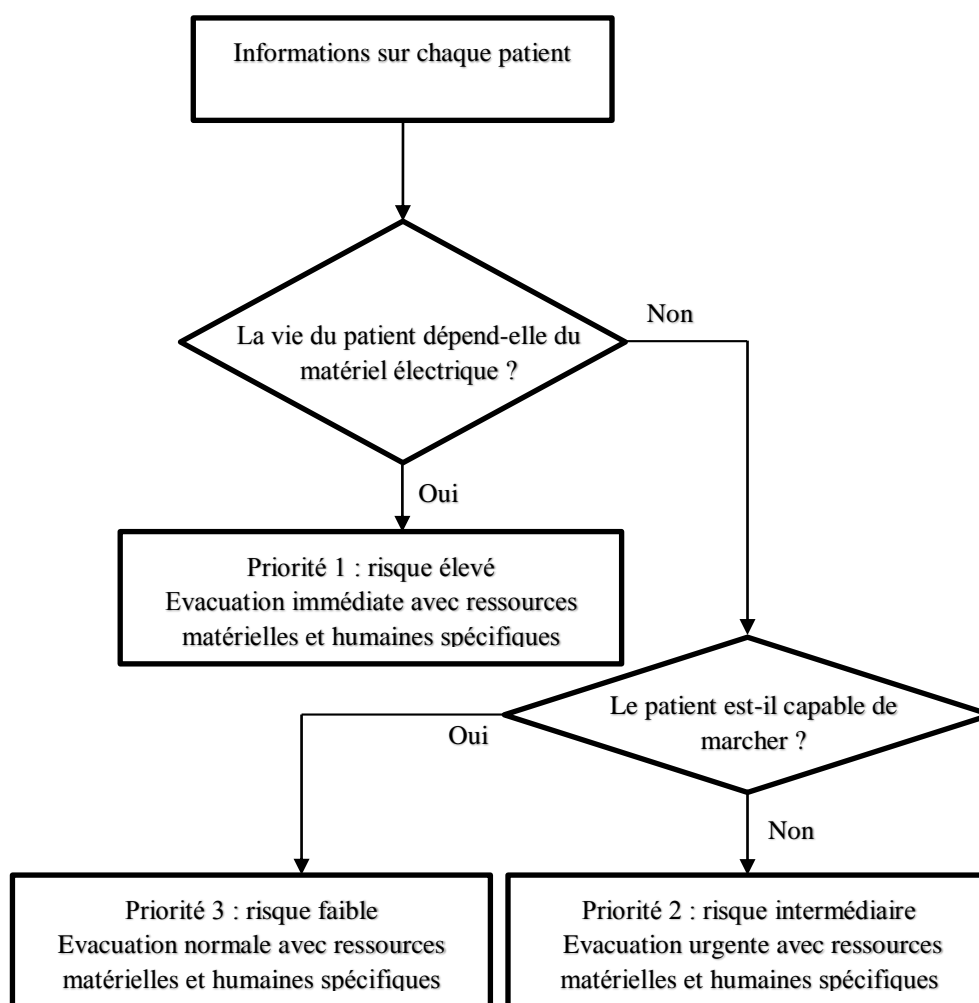 Informations sur chaque patient
Non
La vie du patient dépend-elle du
matériel électrique ?
Oui
Priorité 1 : risque élevé
Evacuation immédiate avec ressources
matérielles et humaines spécifiques
Le patient est-il capable de
marcher ?
Oui
Non
Priorité 3 : risque faible
Evacuation normale avec ressources
matérielles et humaines spécifiques
Priorité 2 : risque intermédiaire
Evacuation urgente avec ressources
matérielles et humaines spécifiques